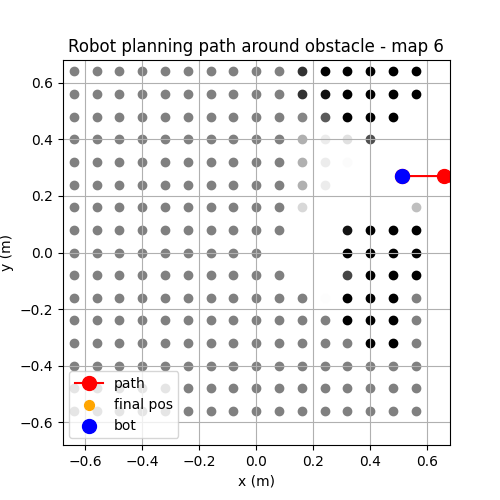 Robot planning path around obstacle - map 6
0.6
0.4
0.2
0.0
−0.2
−0.4
−0.6
y (m)
path
final pos
bot
−0.6 −0.4 −0.2 0.0 0.2 0.4 0.6
x (m)